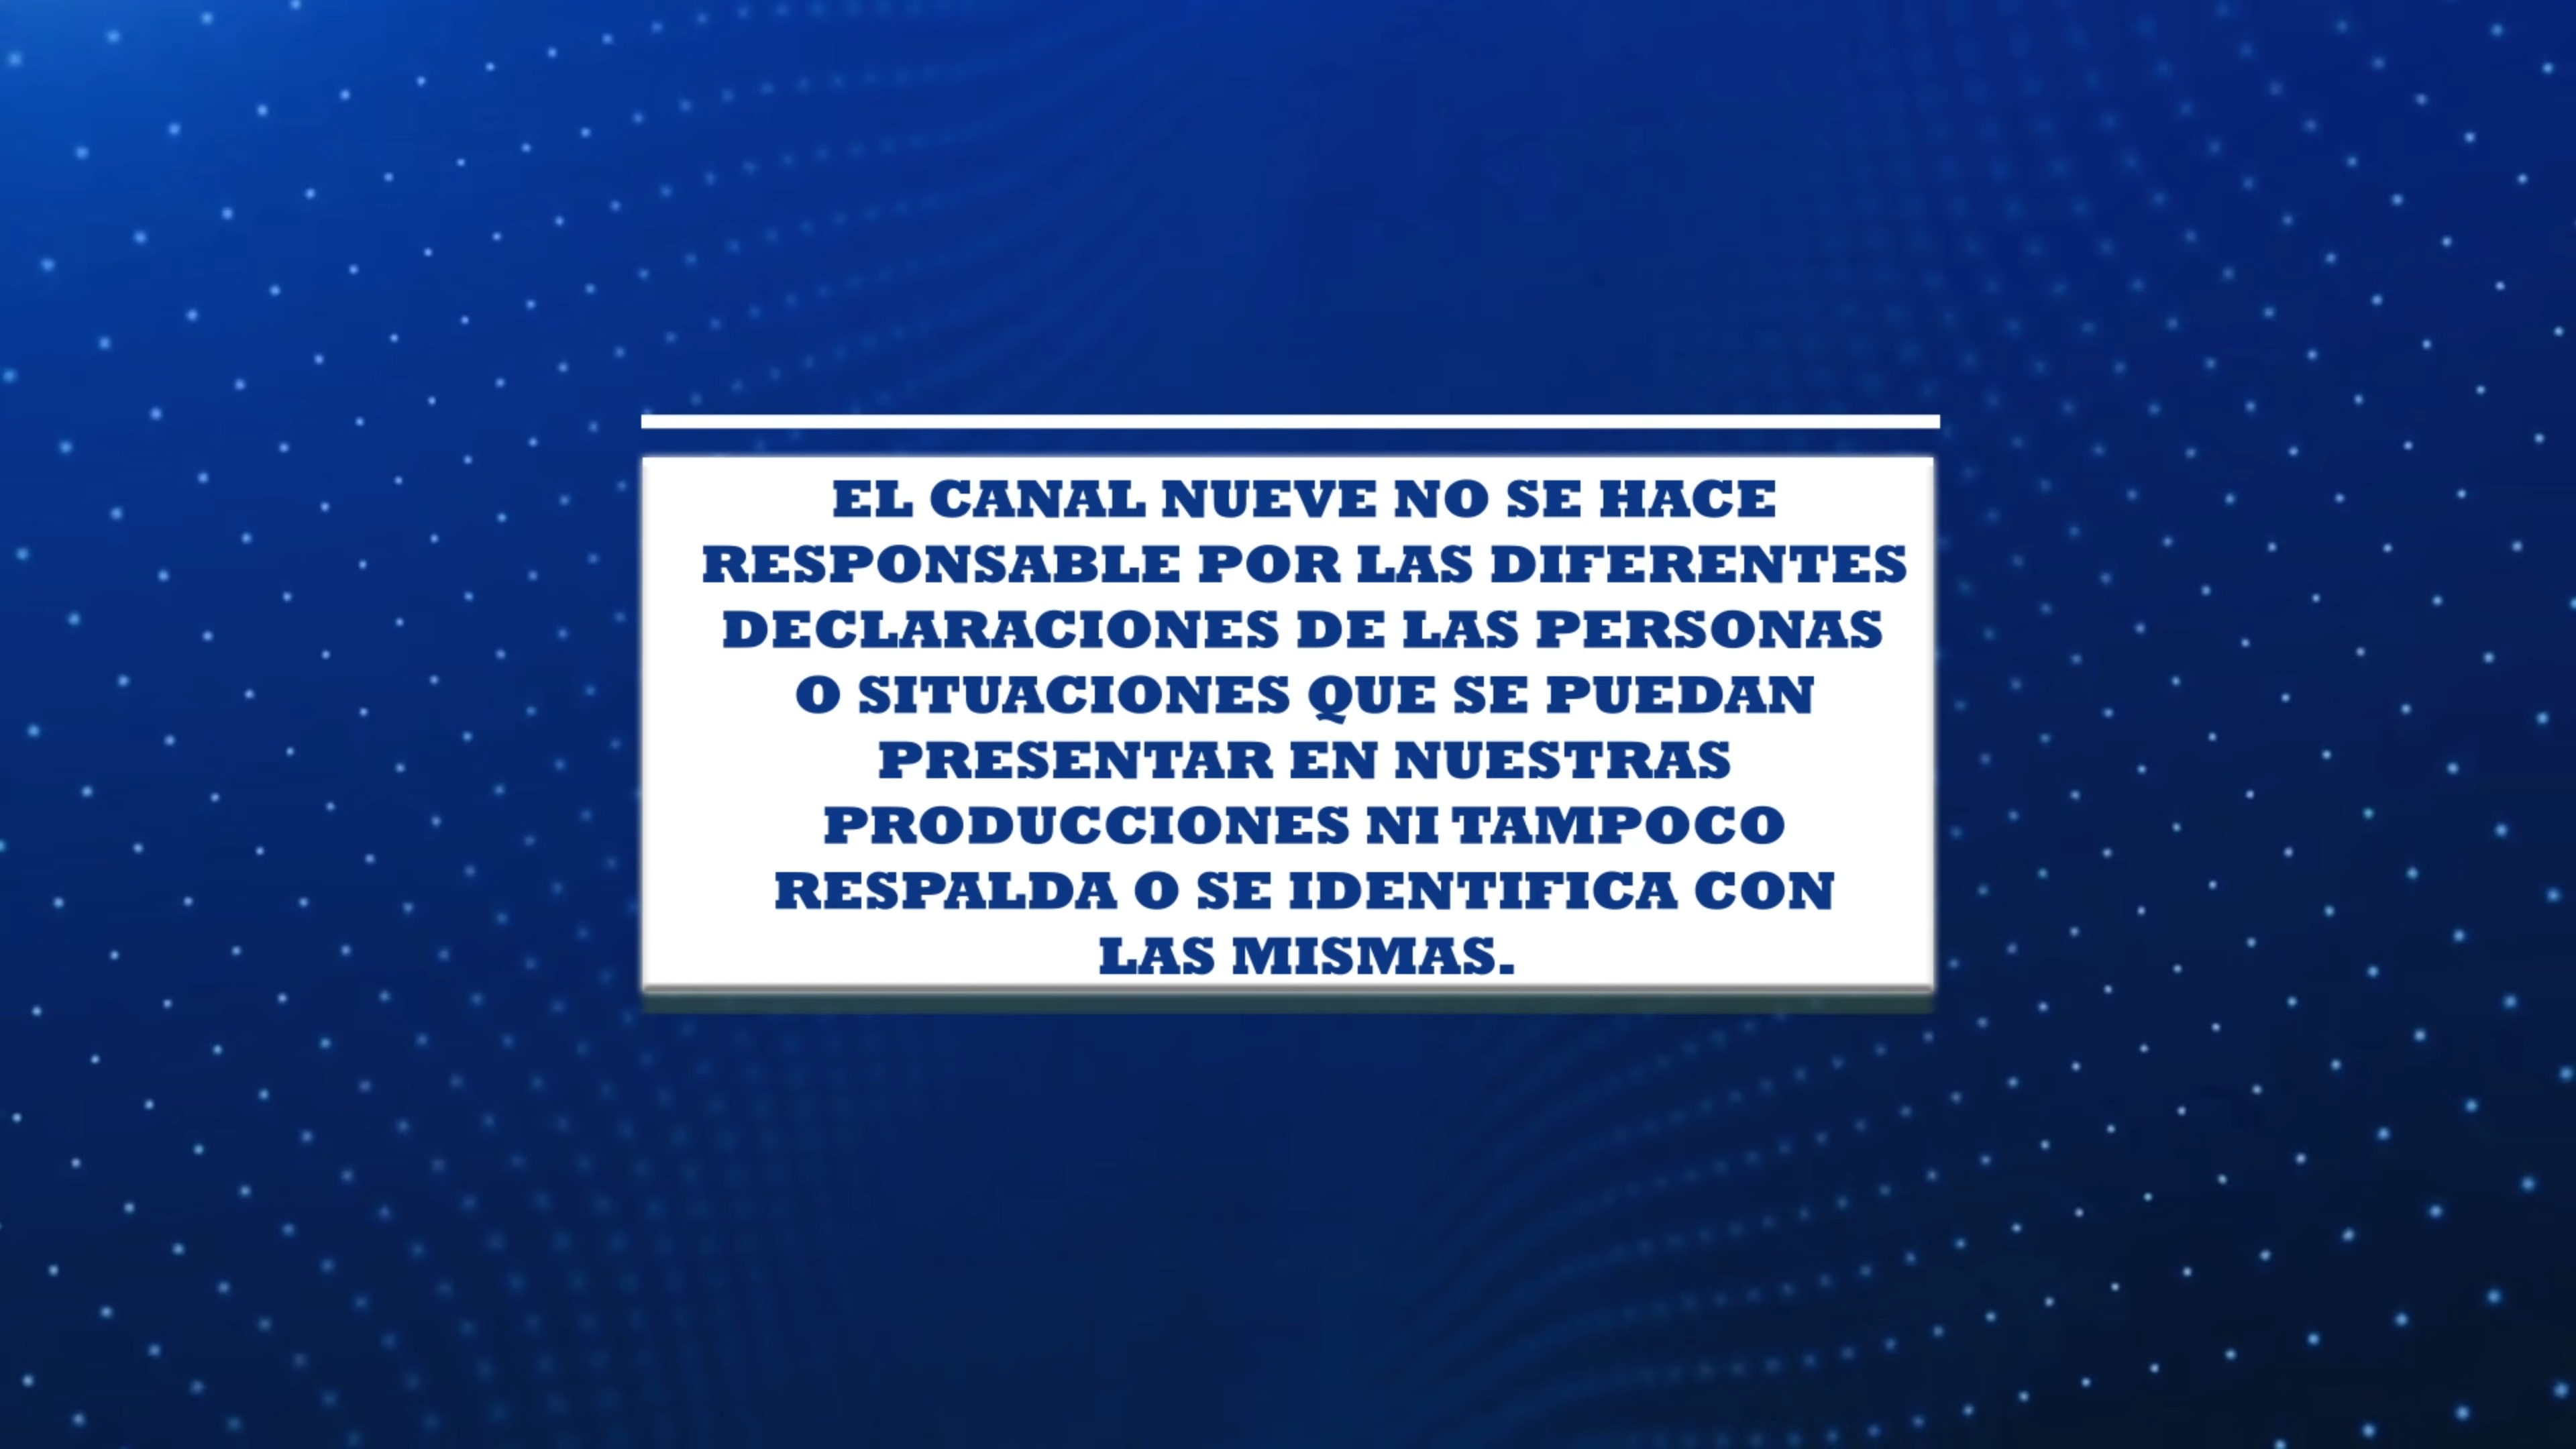 EL CANAL NUEVE NO SE HACE
RESPONSABLE POR LAS DIFERENTES
DECLARACIONES DE LAS PERSONAS
O SITUACIONES QUE SE PUEDAN
PRESENTAR EN NUESTRAS
PRODUCCIONES NI TAMPOCO
RESPALDA O SE IDENTIFICA CON
LAS MISMAS.